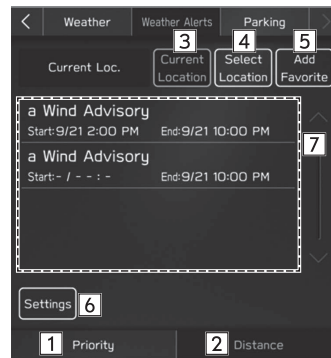 < Weather Weather Alerts Parking >
3 4 5
Current Loc.
Current Location
Select Location
Add Favorite
a Wind Advisory
Start:9/21 2:00 PM End:9/21 10:00 PM
7
a Wind Advisory
Start:- / - - : - End:9/21 10:00 PM
Settings 6
1 Priority 2 Distance